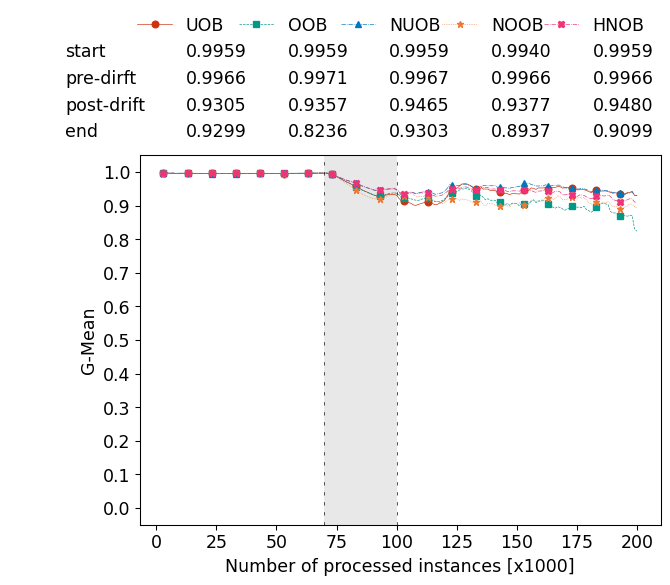 UOB OOB NUOB NOOB HNOB
start 0.9959 0.9959 0.9959 0.9940 0.9959
pre-dirft 0.9966 0.9971 0.9967 0.9966 0.9966
post-drift 0.9305 0.9357 0.9465 0.9377 0.9480
end 0.9299 0.8236 0.9303 0.8937 0.9099
1.0
0.9
0.8
0.7
0.6
0.5
0.4
0.3
0.2
0.1
0.0
G-Mean
0 25 50 75 100 125 150 175 200
Number of processed instances [x1000]